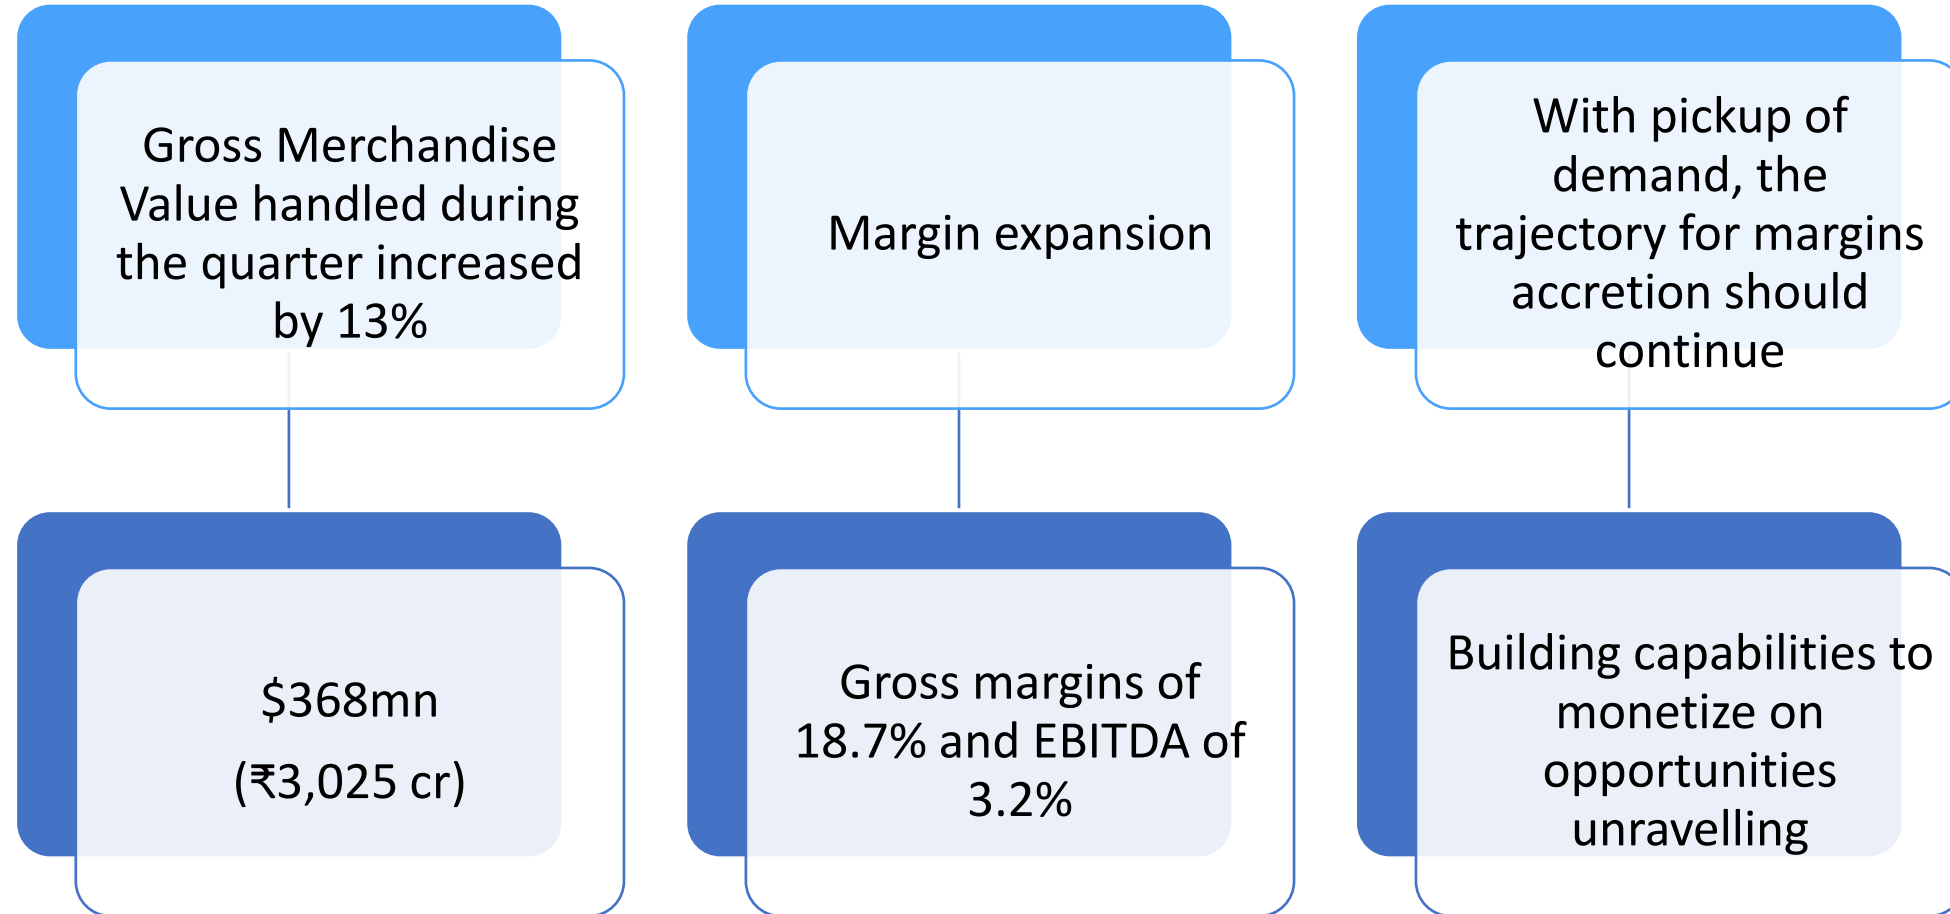 Gross Merchandise
Value handled during
the quarter increased
by 13%
$368mn
(₹3,025 cr)
Margin expansion
Gross margins of
18.7% and EBITDA of
3.2%
With pickup of
demand, the
trajectory for margins
accretion should
continue
Building capabilities to
monetize on
opportunities
unravelling